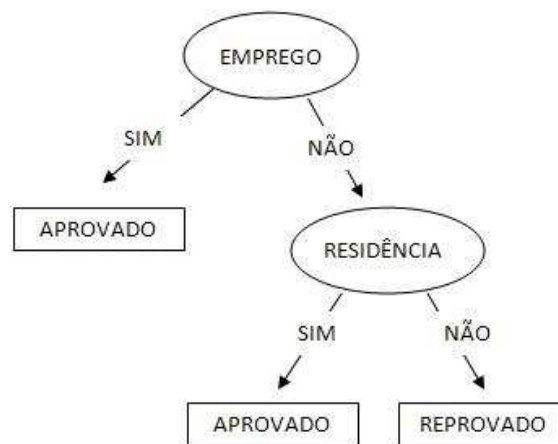 EMPREGO
SIM
NÃO
APROVADO
RESIDÊNCIA
SIM
NÃO
APROVADO
REPROVADO